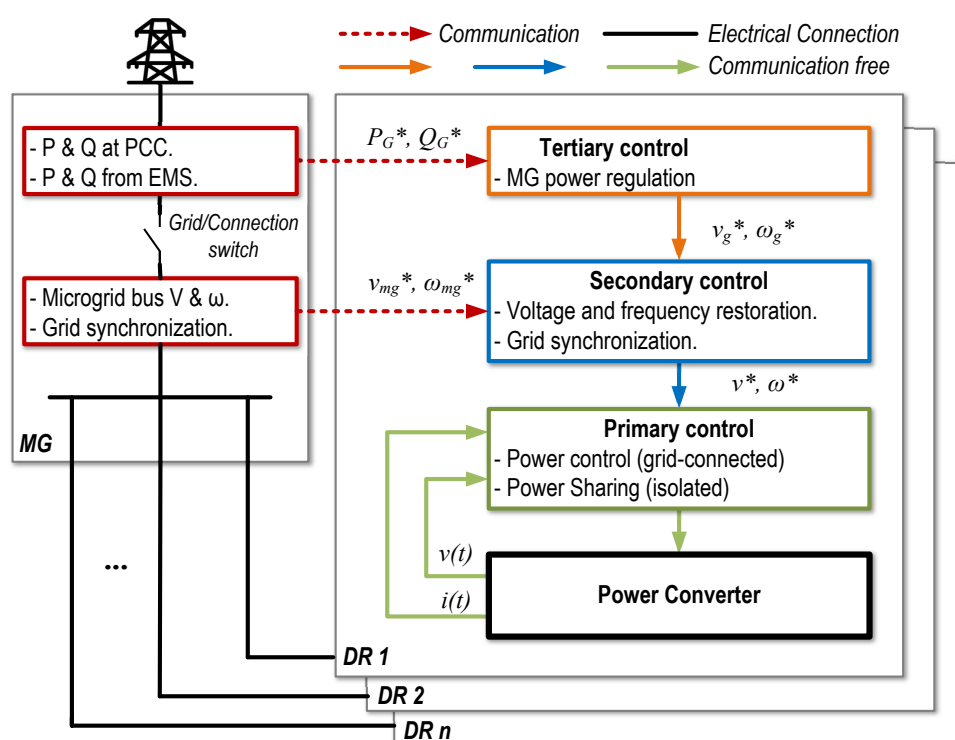 Communication
Electrical Connection
Communication free
- P & Q at PCC.
- P & Q from EMS.
Grid/Connection
switch
- Microgrid bus V & ω.
- Grid synchronization.
MG
...
P_G*, Q_G*
v_mg*, ω_mg*
Tertiary control
- MG power regulation
v_g*, ω_g*
Secondary control
- Voltage and frequency restoration.
- Grid synchronization.
v*, ω*
Primary control
- Power control (grid-connected)
- Power Sharing (isolated)
v(t)
i(t)
Power Converter
DR 1
DR 2
DR n